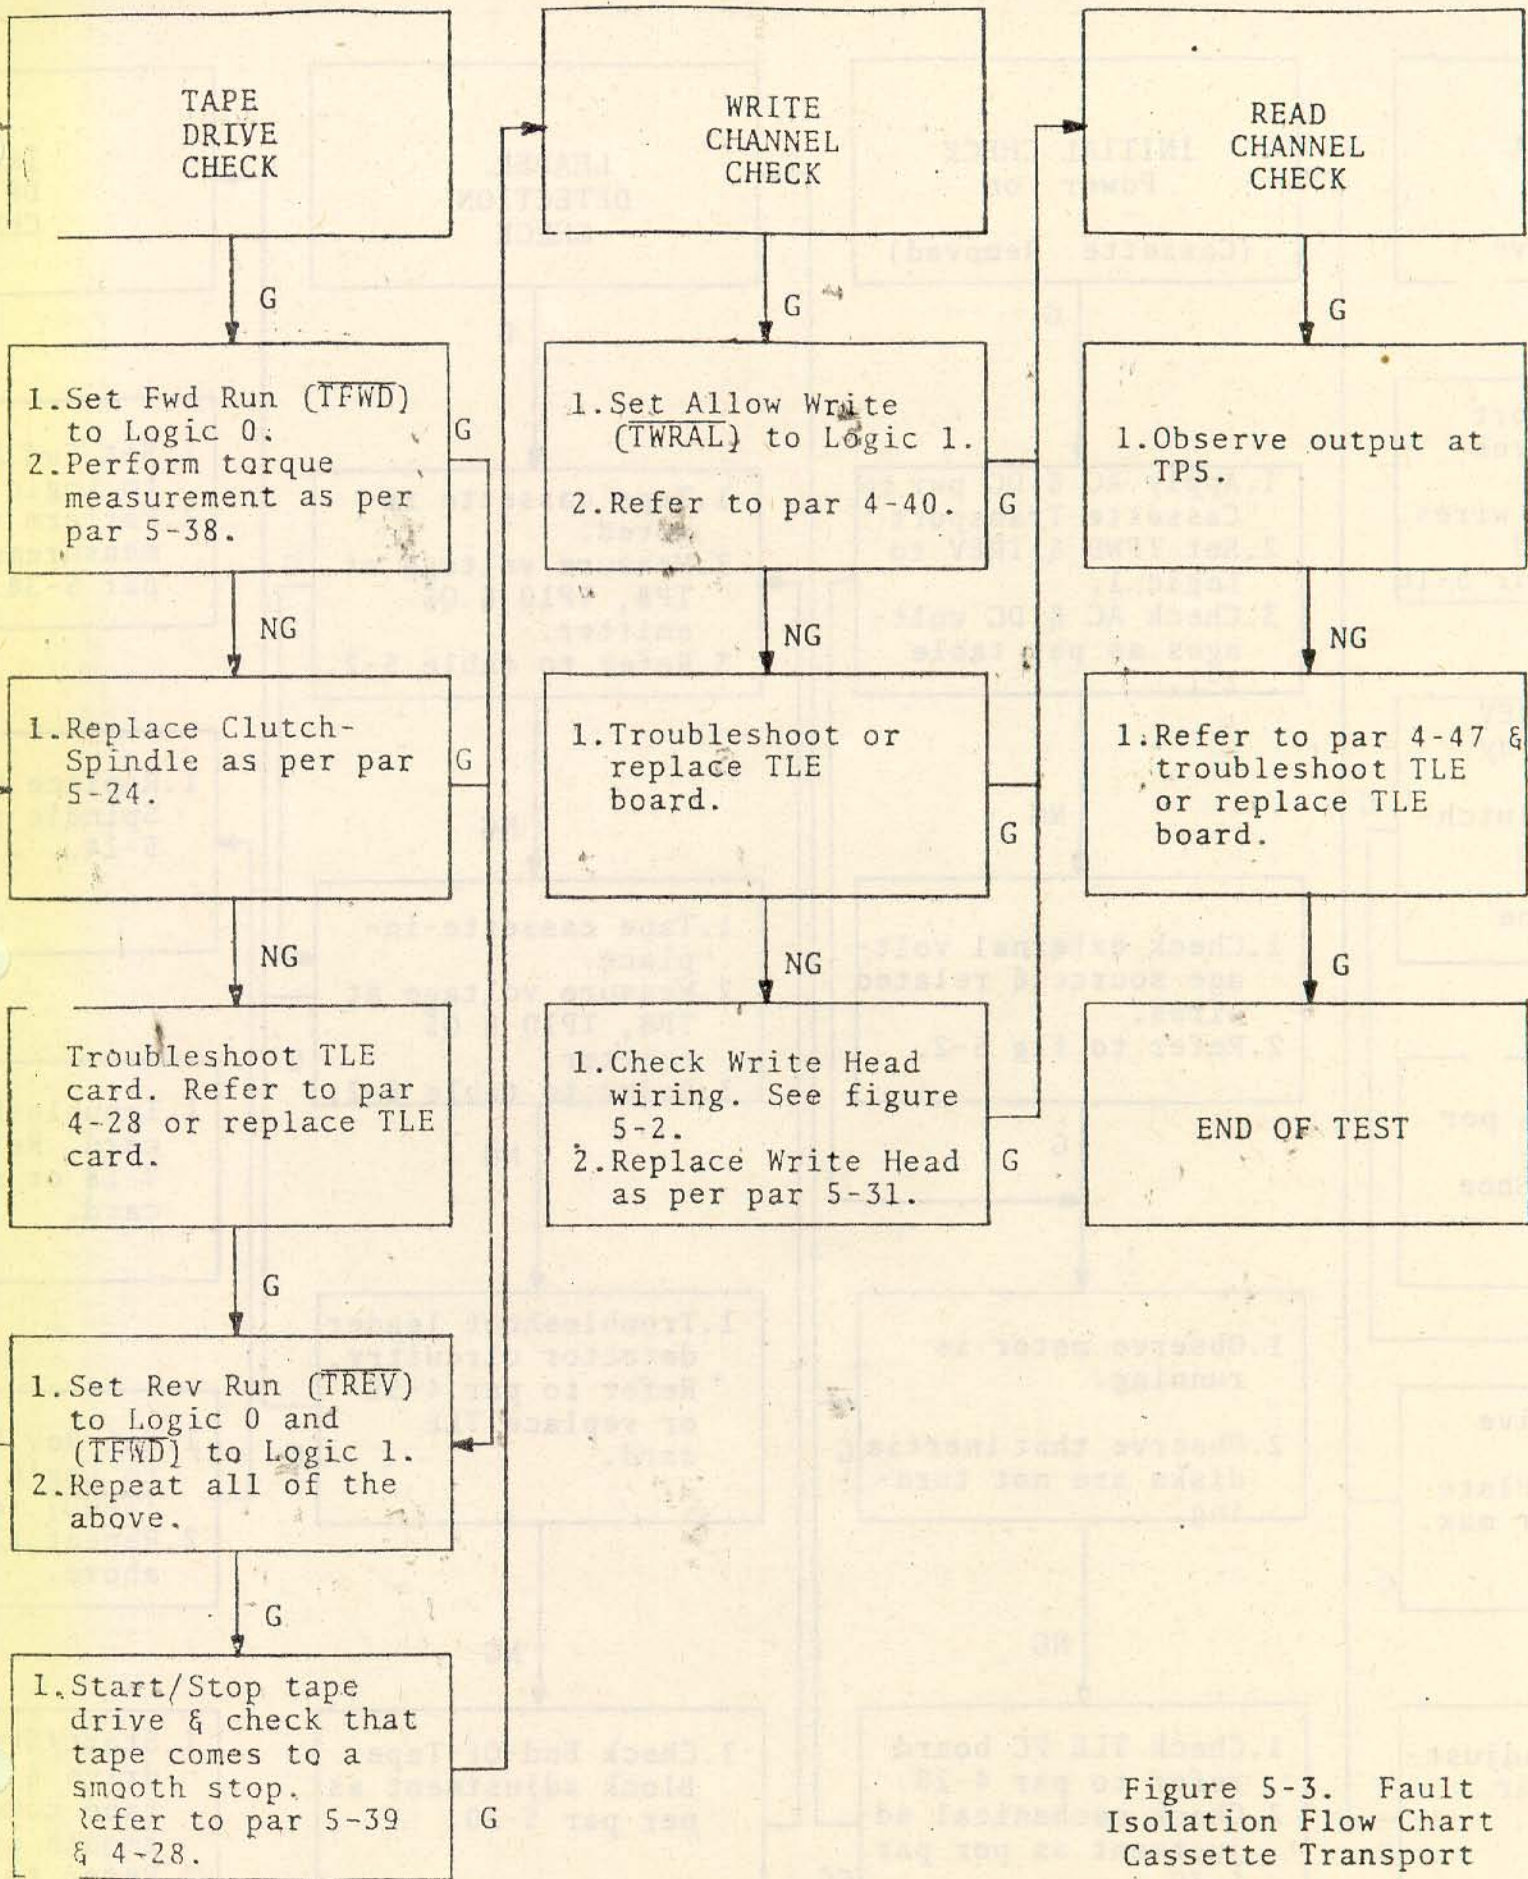 TAPE
DRIVE
CHECK
G
1.Set Fwd Run (T̅F̅W̅D̅)
to Logic 0.
2.Perform torque
measurement as per
par 5-38.
G
NG
1.Replace Clutch-
Spindle as per par
5-24.
G
NG
Troubleshoot TLE
card. Refer to par
4-28 or replace TLE
card.
G
1.Set Rev Run (T̅R̅E̅V̅)
to Logic 0 and
(T̅F̅W̅D̅) to Logic 1.
2.Repeat all of the
above.
G
1.Start/Stop tape
drive & check that
tape comes to a
smooth stop.
Refer to par 5-39
& 4-28.
G
WRITE
CHANNEL
CHECK
G
1.Set Allow Write
(T̅W̅R̅A̅L̅) to Logic 1.
2.Refer to par 4-40.
G
NG
1.Troubleshoot or
replace TLE
board.
G
NG
1.Check Write Head
wiring. See figure
5-2.
2.Replace Write Head
as per par 5-31.
G
READ
CHANNEL
CHECK
G
1.Observe output at
TP5.
NG
1.Refer to par 4-47 &
troubleshoot TLE
or replace TLE
board.
G
END OF TEST
Figure 5-3. Fault
Isolation Flow Chart
Cassette Transport